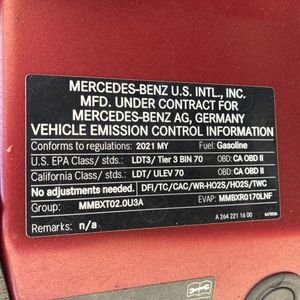 MERCEDES-BENZ U.S. INTL., INC.
MFD. UNDER CONTRACT FOR
MERCEDES-BENZ AG, GERMANY
VEHICLE EMISSION CONTROL INFORMATION
Conforms to regulations: 2021 MY Fuel: Gasoline
U.S. EPA Class/ stds.: LDT3/ Tier 3 BIN 70 OBD: CA OBD II
California Class/ stds.: LDT/ ULEV 70 OBD: CA OBD II
No adjustments needed. DFI/TC/CAC/WR-HO2S/HO2S/TWC
Group: MMBXT02.0U3A EVAP: MMBXR0170LNF
Remarks: n/a A 264 221 16 00